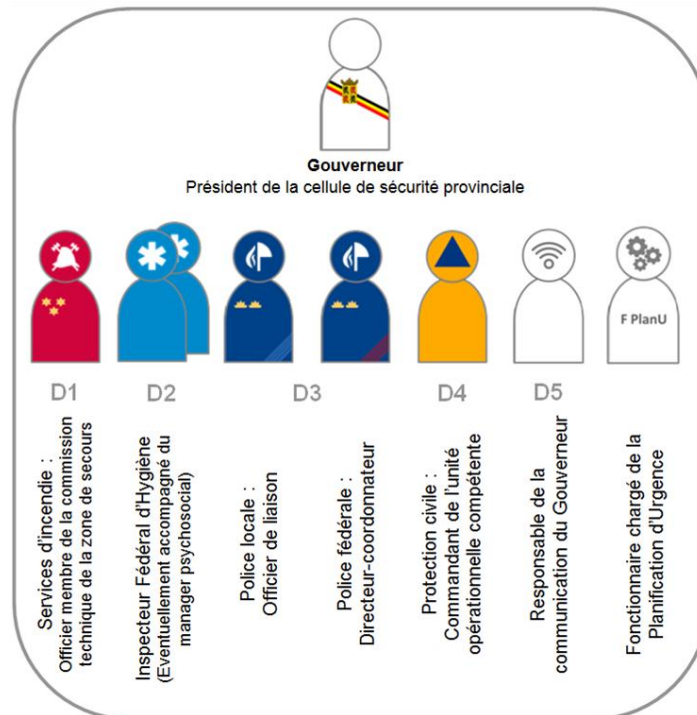 Gouverneur
Président de la cellule de sécurité provinciale
F PlanU
D1
D2
D3
D4
D5
Services d'incendie :
Officier membre de la commission
technique de la zone de secours
Inspecteur Fédéral d'Hygiène
(Eventuellement accompagné du
manager psychosocial)
Police locale :
Officier de liaison
Police fédérale :
Directeur-coordonnateur
Protection civile :
Commandant de l'unité
opérationnelle compétente
Responsable de la
communication du Gouverneur
Fonctionnaire chargé de la
Planification d'Urgence